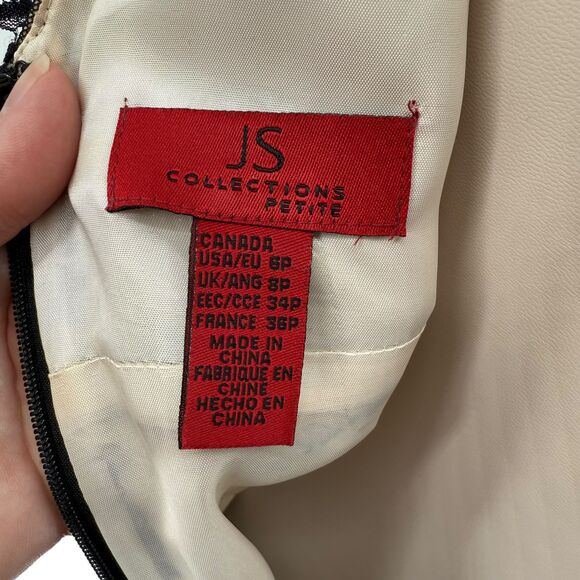 JS
COLLECTIONS
PETITE
CANADA
USA/EU 6P
UK/ANG 8P
EEC/CCE 34P
FRANCE 36P
MADE IN
CHINA
FABRIQUE EN
CHINE
HECHO EN
CHINA